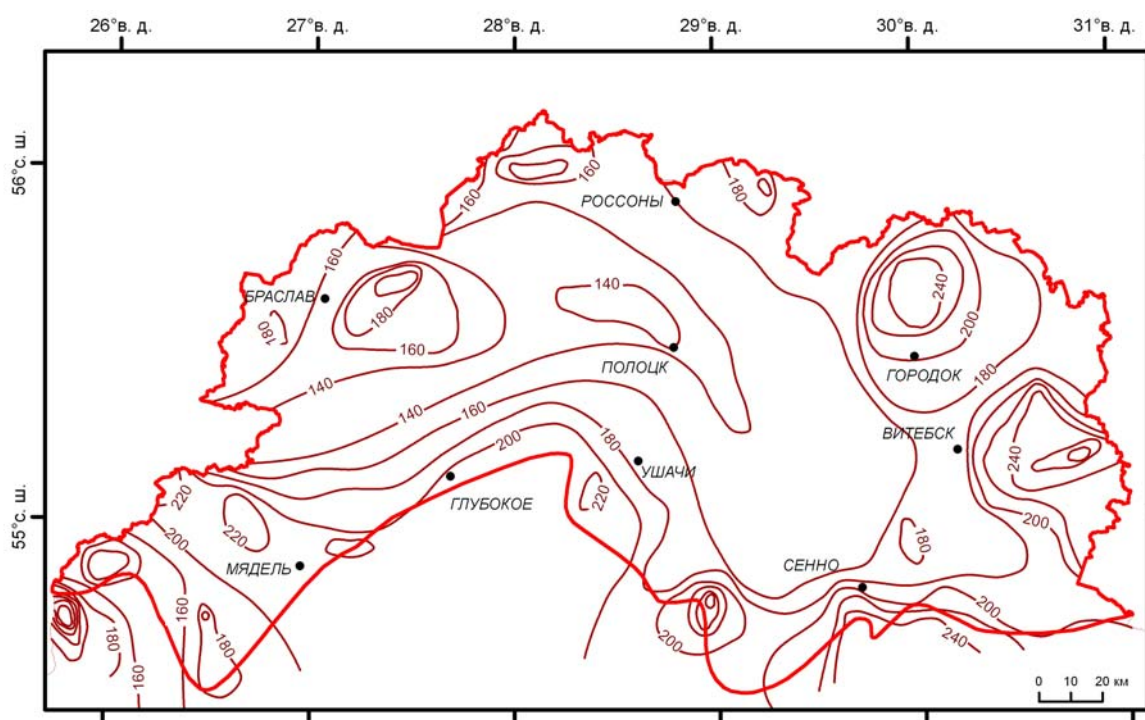 26°в. д. 27°в. д. 28°в. д. 29°в. д. 30°в. д. 31°в. д.
56°с. ш.
160
180
160
РОССОНЫ
160
БРАСЛАВ
140
240
180
180
200
160
ПОЛОЦК
ГОРОДОК
140
180
140
160
ВИТЕБСК
180
240
200
УШАЧИ
220
ГЛУБОКОЕ
220
55°с. ш.
220
200
200
180
МЯДЕЛЬ
СЕННО
160
200
180
180
200
240
160
0 10 20 км